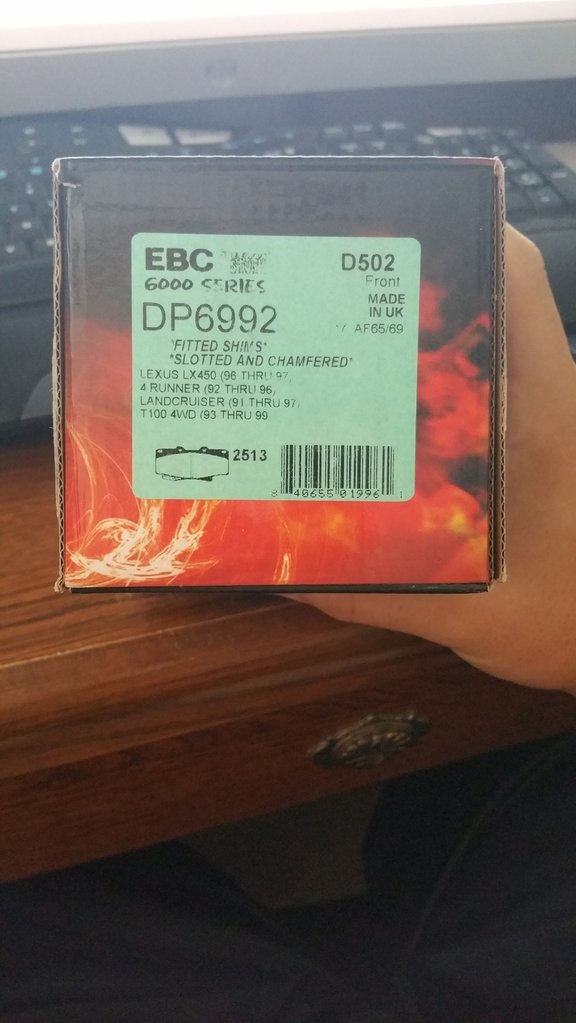 EBC
6000 SERIES
DP6992
D502
Front
MADE
IN UK
AF65/69
*FITTED SHIMS*
*SLOTTED AND CHAMFERED*
LEXUS LX450 (96 THRU 97)
4 RUNNER (92 THRU 96)
LANDCRUISER (91 THRU 97)
T100 4WD (93 THRU 99
2513
8 40655 01996 1